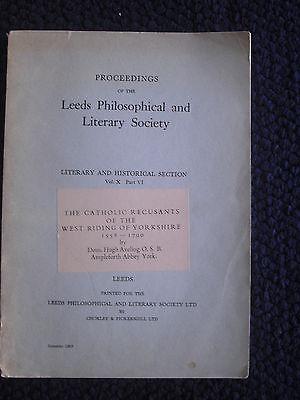 PROCEEDINGS
OF THE
Leeds Philosophical and
Literary Society
LITERARY AND HISTORICAL SECTION
Vol. X Part VI
THE CATHOLIC RECUSANTS
OF THE
WEST RIDING OF YORKSHIRE
1558 — 1790
by
Dom. Hugh Aveling O. S. B.
Ampleforth Abbey York.
LEEDS
PRINTED FOR THE
LEEDS PHILOSOPHICAL AND LITERARY SOCIETY LTD
BY
CHORLEY & PICKERSGILL LTD